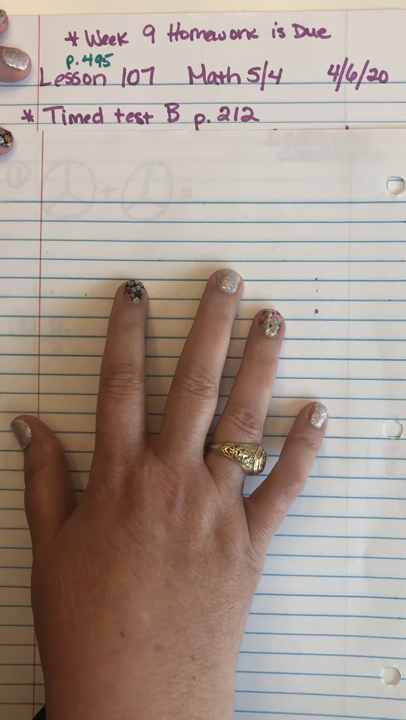 * Week 9 Homework is Due
p.495
Lesson 107 Math 5/4 4/6/20
* Timed test B p. 212